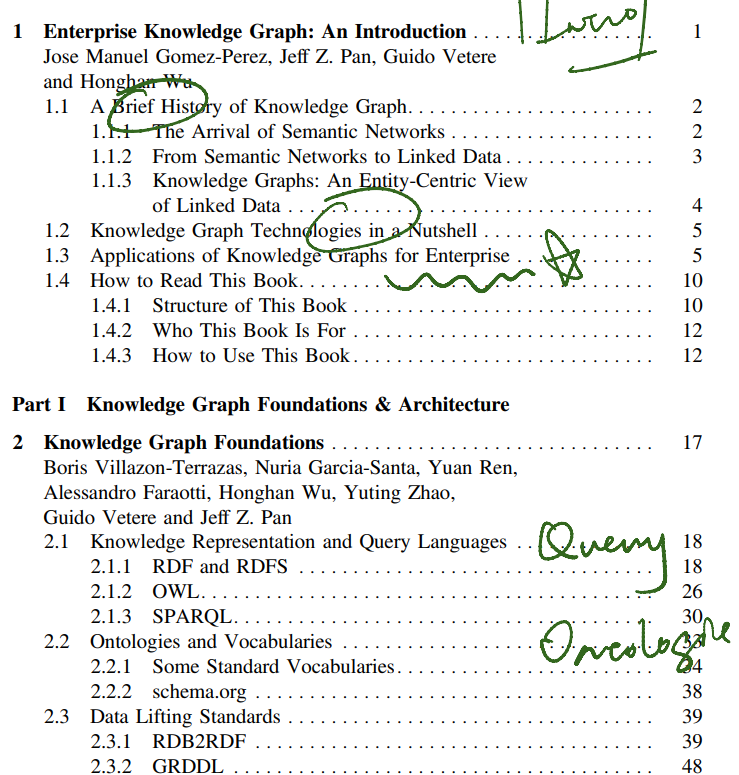 1 Enterprise Knowledge Graph: An Introduction . . . . . . . . . . . . . . . . . 1
Intro
Jose Manuel Gomez-Perez, Jeff Z. Pan, Guido Vetere
and Honghan Wu
1.1 A Brief History of Knowledge Graph. . . . . . . . . . . . . . . . . . . . . . . 2
1.1.1 The Arrival of Semantic Networks . . . . . . . . . . . . . . . . . . . 2
1.1.2 From Semantic Networks to Linked Data . . . . . . . . . . . . . . 3
1.1.3 Knowledge Graphs: An Entity-Centric View
of Linked Data . . . . . . . . . . . . . . . . . . . . . . . . . . . . . . . . . . 4
1.2 Knowledge Graph Technologies in a Nutshell . . . . . . . . . . . . . . . . 5
1.3 Applications of Knowledge Graphs for Enterprise . . . . . . . . . . . . . 5
1.4 How to Read This Book. . . . . . . . . . . . . . . . . . . . . . . . . . . . . . . . . 10
1.4.1 Structure of This Book . . . . . . . . . . . . . . . . . . . . . . . . . . . . 10
1.4.2 Who This Book Is For . . . . . . . . . . . . . . . . . . . . . . . . . . . . 12
1.4.3 How to Use This Book . . . . . . . . . . . . . . . . . . . . . . . . . . . . 12
Part I Knowledge Graph Foundations & Architecture
2 Knowledge Graph Foundations . . . . . . . . . . . . . . . . . . . . . . . . . . . . . . 17
Boris Villazon-Terrazas, Nuria Garcia-Santa, Yuan Ren,
Alessandro Faraotti, Honghan Wu, Yuting Zhao,
Guido Vetere and Jeff Z. Pan
2.1 Knowledge Representation and Query Languages . . Query 18
2.1.1 RDF and RDFS . . . . . . . . . . . . . . . . . . . . . . . . . . . . . . . . . 18
2.1.2 OWL. . . . . . . . . . . . . . . . . . . . . . . . . . . . . . . . . . . . . . . . . 26
2.1.3 SPARQL. . . . . . . . . . . . . . . . . . . . . . . . . . . . . . . . . . . . . . 30
2.2 Ontologies and Vocabularies . . . . . . . . . . . . . . . . . . . . . . . . . . . . . 33
2.2.1 Some Standard Vocabularies. . . . . . . . . . . . . . . . . . . . . . . . 34
2.2.2 schema.org . . . . . . . . . . . . . . . . . . . . . . . . . . . . . . . . . . . . . 38
2.3 Data Lifting Standards . . . . . . . . . . . . . . . . . . . . . . . . . . . . . . . . . . 39
2.3.1 RDB2RDF . . . . . . . . . . . . . . . . . . . . . . . . . . . . . . . . . . . . . 39
2.3.2 GRDDL . . . . . . . . . . . . . . . . . . . . . . . . . . . . . . . . . . . . . . . 48